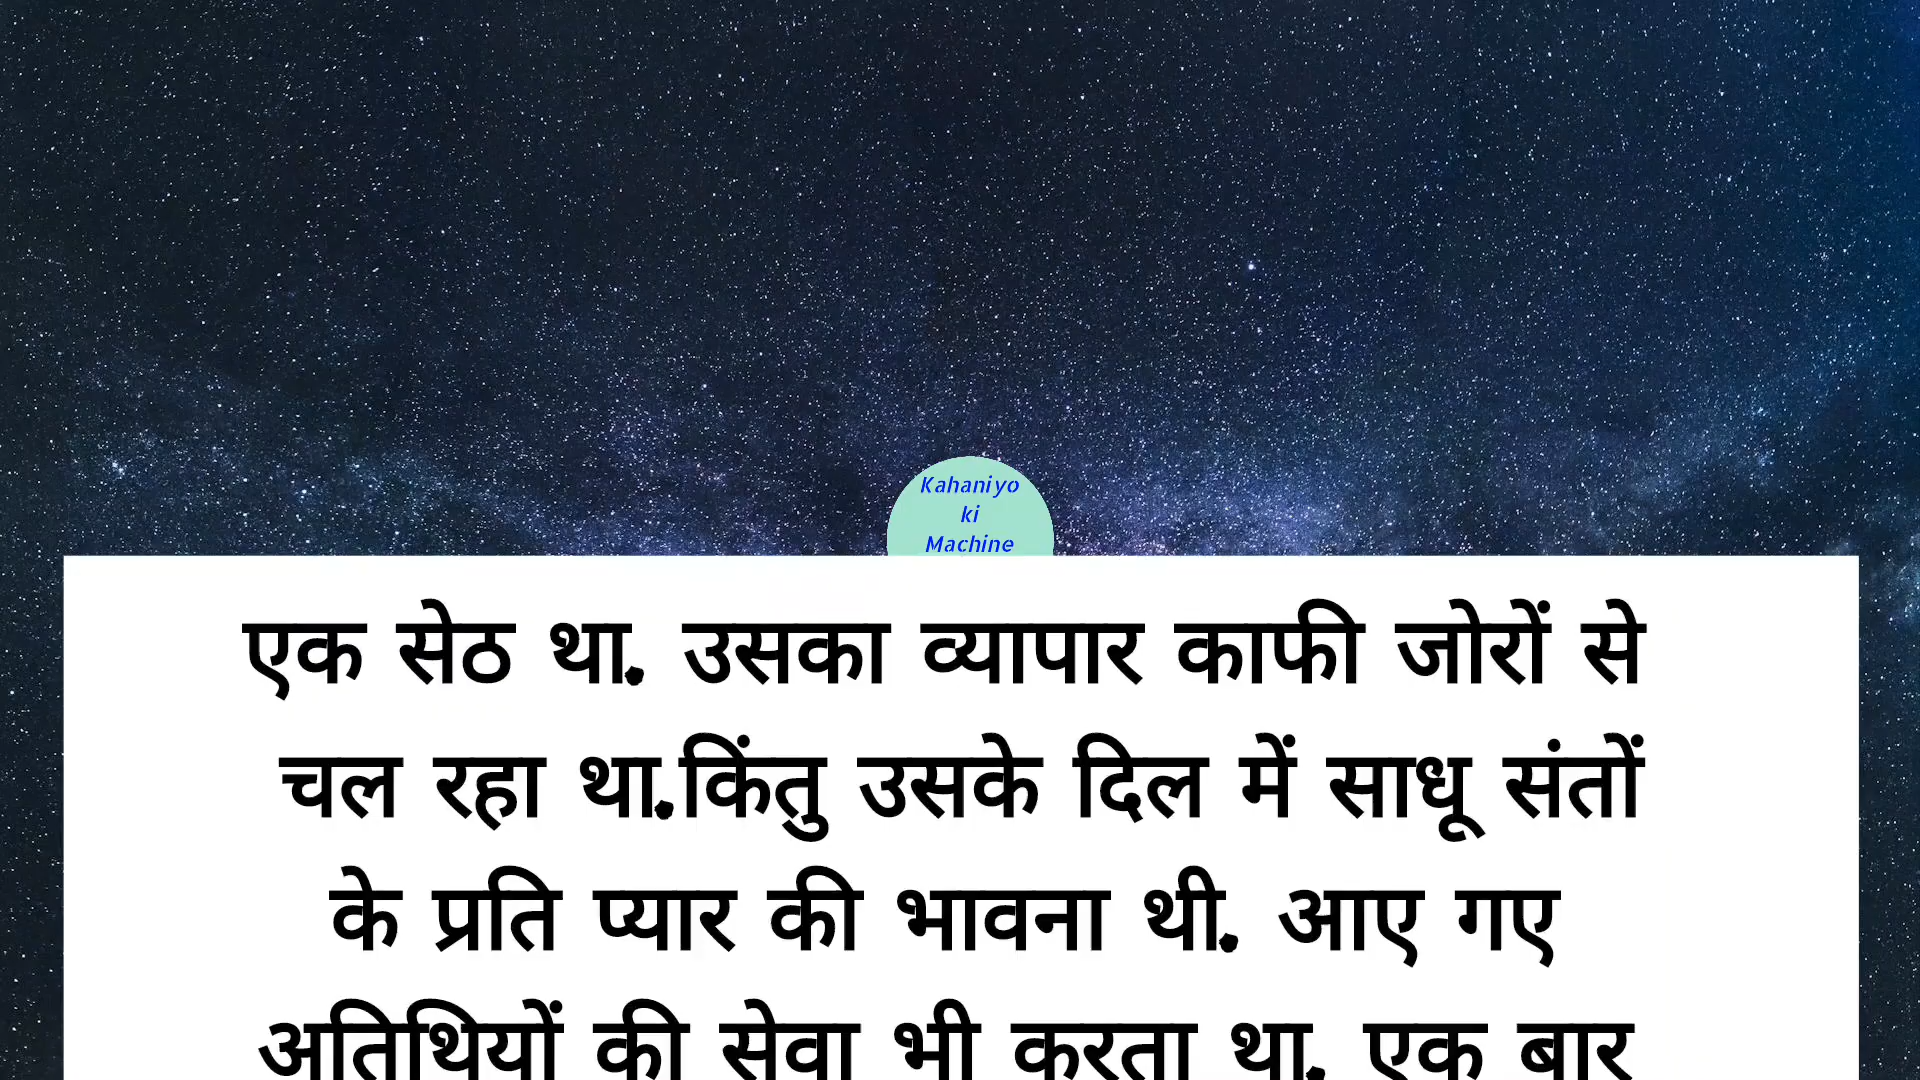 Kahaniyo
ki
Machine
एक सेठ था. उसका व्यापार काफी जोरों से
चल रहा था.किंतु उसके दिल में साधू संतों
के प्रति प्यार की भावना थी. आए गए
अतिथियों की सेवा भी करता था. एक बार